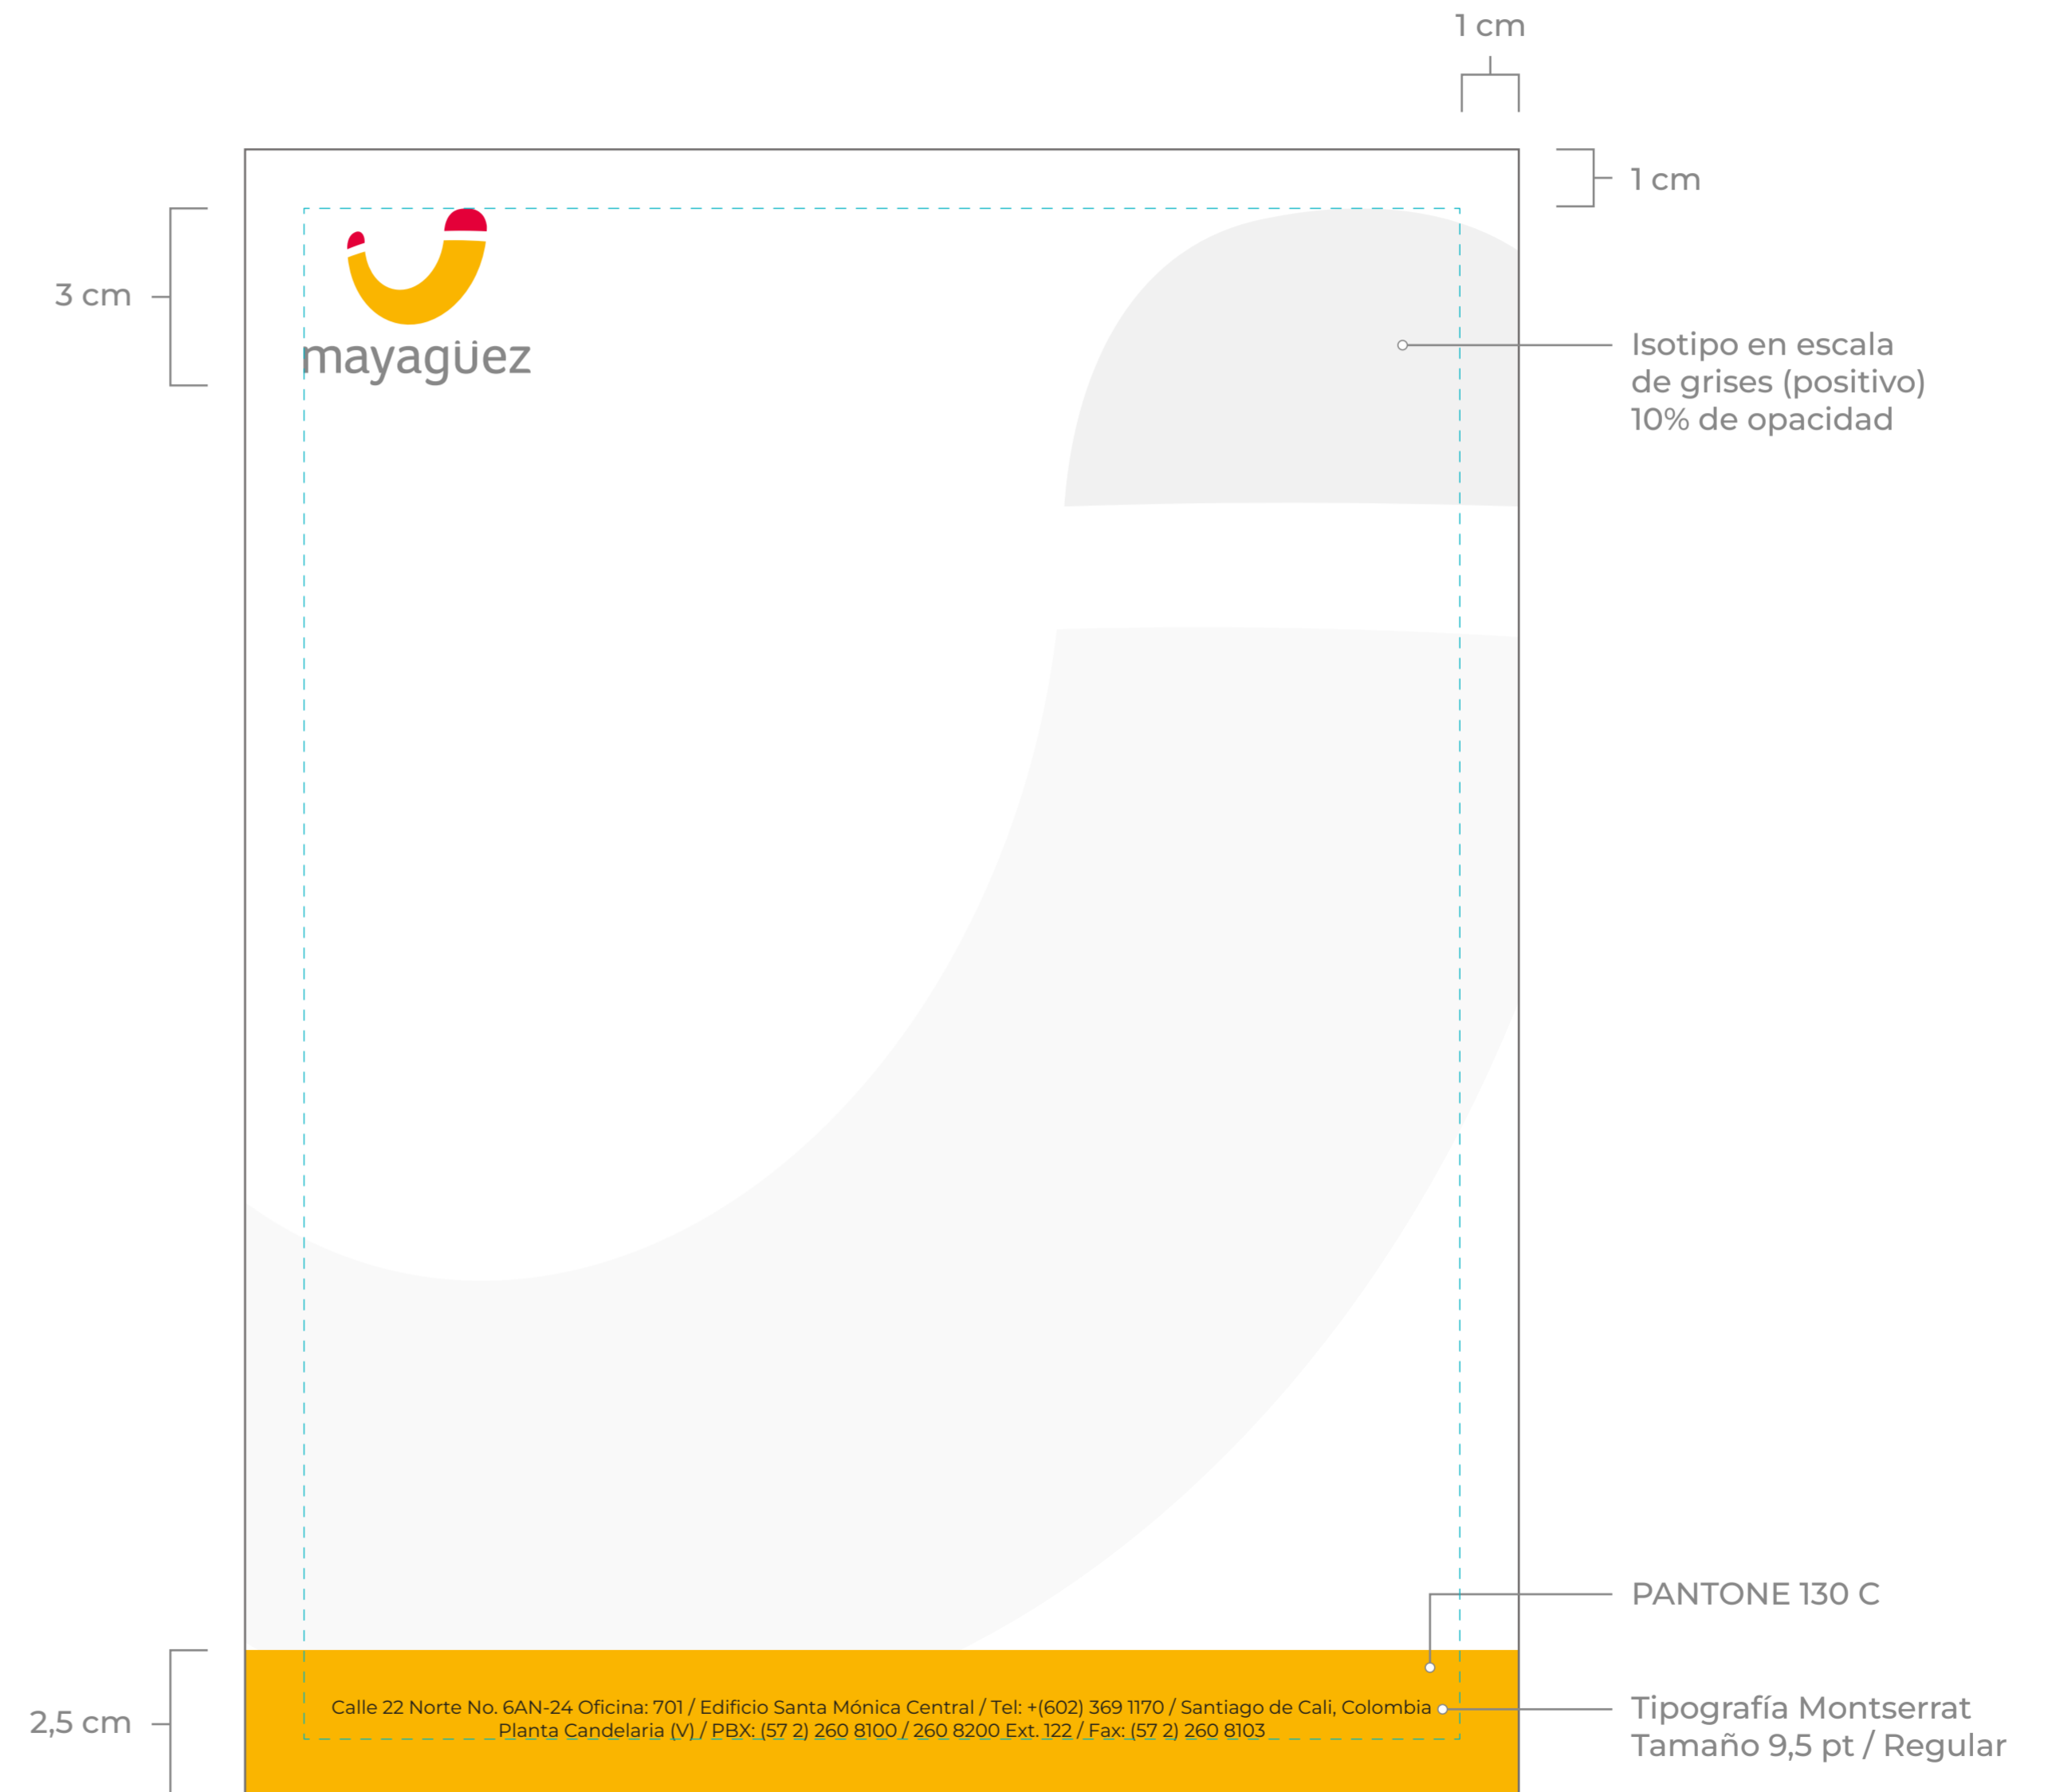 1 cm
1 cm
3 cm
mayagüez
Isotipo en escala
de grises (positivo)
10% de opacidad
PANTONE 130 C
2,5 cm
Calle 22 Norte No. 6AN-24 Oficina: 701 / Edificio Santa Mónica Central / Tel: +(602) 369 1170 / Santiago de Cali, Colombia
Planta Candelaria (V) / PBX: (57 2) 260 8100 / 260 8200 Ext. 122 / Fax: (57 2) 260 8103
Tipografía Montserrat
Tamaño 9,5 pt / Regular